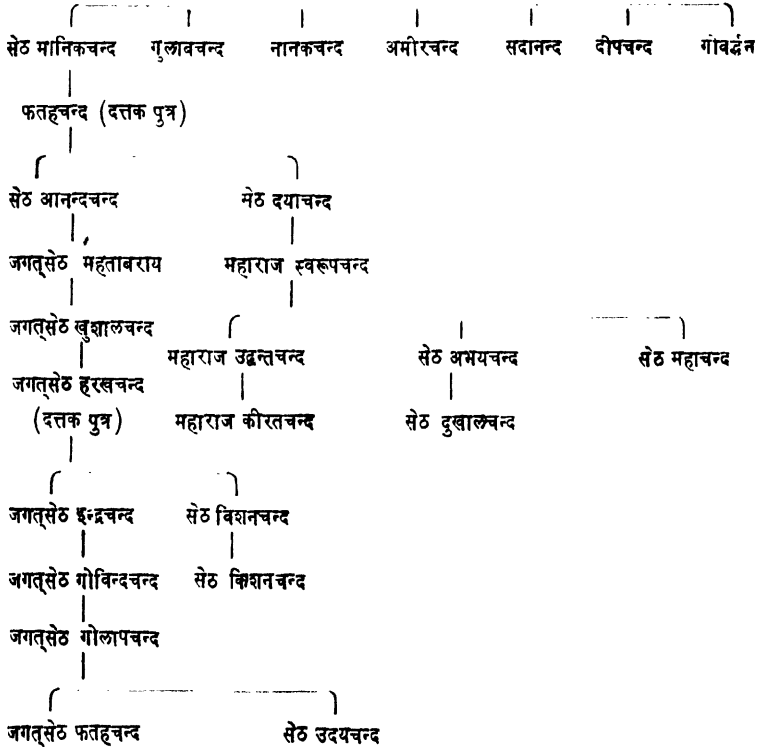 सेठ मानिकचन्द गुलाबचन्द नानकचन्द अमीरचन्द सदानन्द दीपचन्द गोवर्द्धन
फतहचन्द (दत्तक पुत्र)
सेठ आनन्दचन्द सेठ दयाचन्द
जगत्सेठ महताबराय महाराज स्वरूपचन्द
जगत्सेठ खुशालचन्द
महाराज उद्वन्तचन्द सेठ अभयचन्द सेठ महाचन्द
जगत्सेठ हरखचन्द
(दत्तक पुत्र) महाराज कीरतचन्द सेठ दुखालचन्द
जगत्सेठ इन्द्रचन्द सेठ विशनचन्द
जगत्सेठ गोविन्दचन्द सेठ किशनचन्द
जगत्सेठ गोलापचन्द
जगत्सेठ फतहचन्द सेठ उदयचन्द